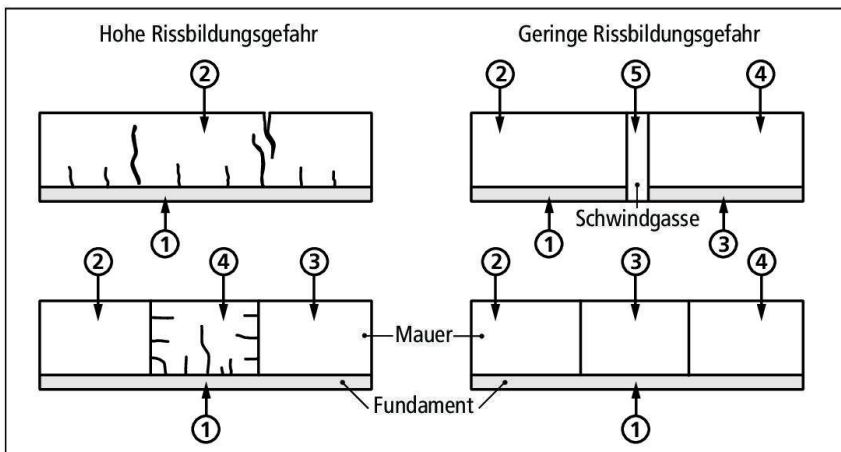 Hohe Rissbildungsgefahr
Geringe Rissbildungsgefahr
2
2 5 4
Schwindgasse
1
1 3
2 4 3
2 3 4
Mauer
Fundament
1
1